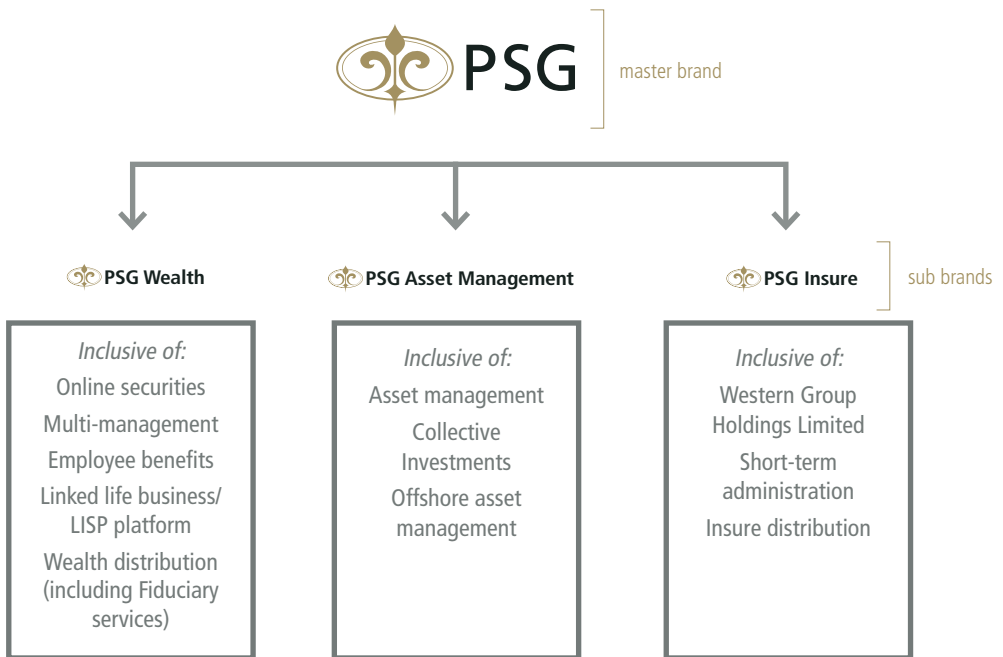 PSG
master brand
PSG Wealth
PSG Asset Management
PSG Insure
sub brands
Inclusive of:
Online securities
Multi-management
Employee benefits
Linked life business/
LISP platform
Wealth distribution
(including Fiduciary
services)
Inclusive of:
Asset management
Collective
Investments
Offshore asset
management
Inclusive of:
Western Group
Holdings Limited
Short-term
administration
Insure distribution